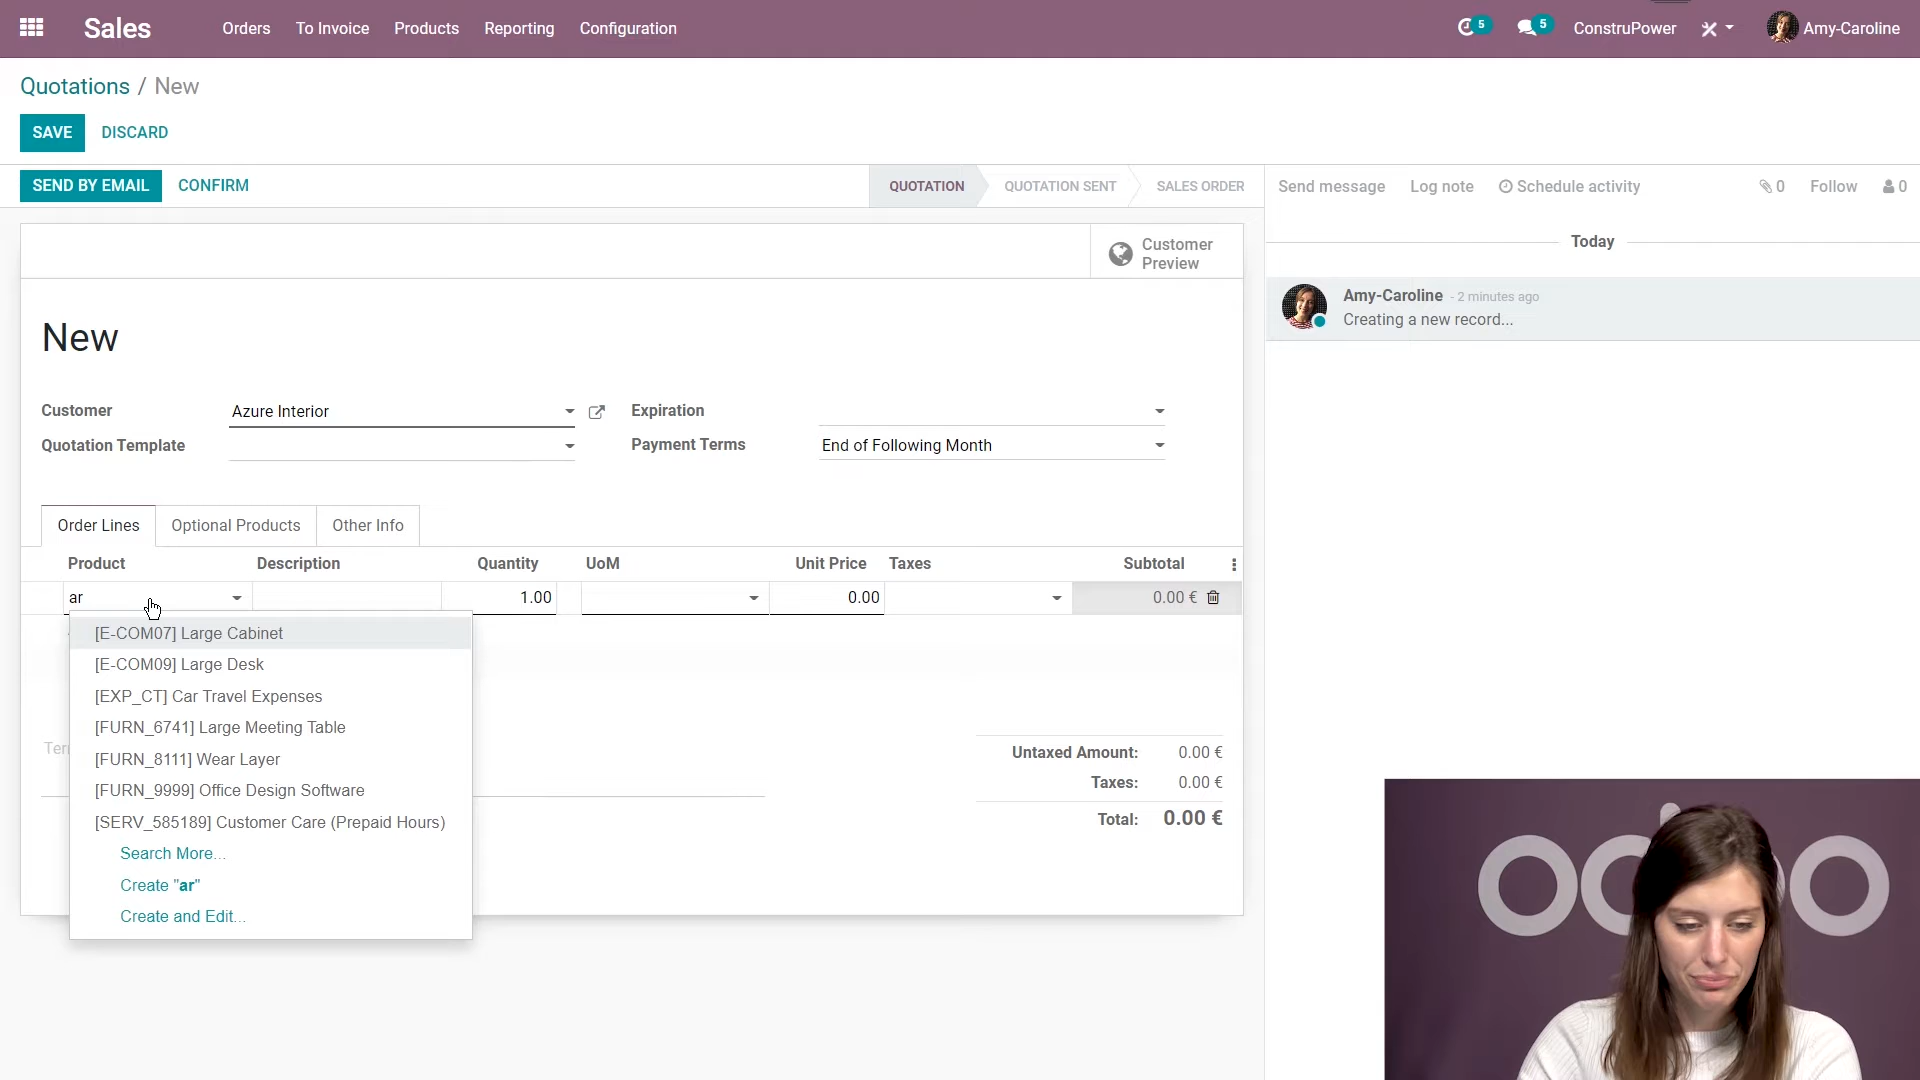 Sales Orders To Invoice Products Reporting Configuration 5 5 ConstruPower Amy-Caroline
Quotations / New
SAVE DISCARD
SEND BY EMAIL CONFIRM QUOTATION QUOTATION SENT SALES ORDER Send message Log note Schedule activity 0 Follow 0
Customer
Preview
Today
Amy-Caroline - 2 minutes ago
Creating a new record...
New
Customer Azure Interior Expiration
Quotation Template Payment Terms End of Following Month
Order Lines Optional Products Other Info
Product Description Quantity UoM Unit Price Taxes Subtotal
ar 1.00 0.00 0.00 €
[E-COM07] Large Cabinet
[E-COM09] Large Desk
[EXP_CT] Car Travel Expenses
[FURN_6741] Large Meeting Table
[FURN_8111] Wear Layer
[FURN_9999] Office Design Software
[SERV_585189] Customer Care (Prepaid Hours)
Search More...
Create "ar"
Create and Edit...
Untaxed Amount: 0.00 €
Taxes: 0.00 €
Total: 0.00 €